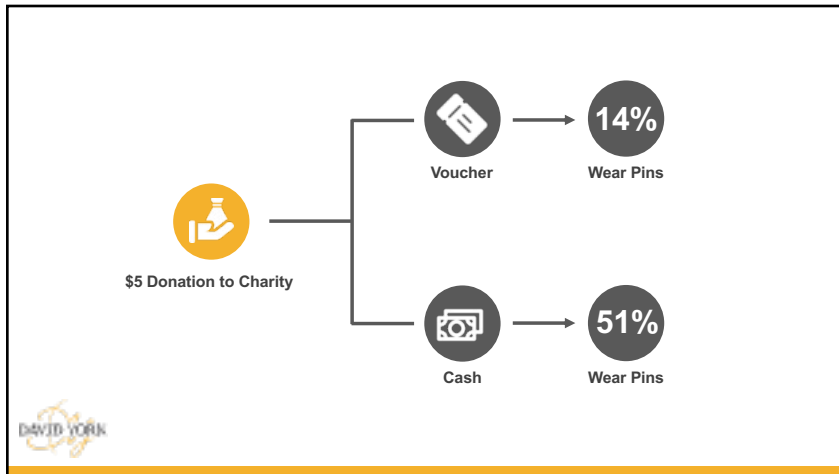 14%
Voucher
Wear Pins
$5 Donation to Charity
51%
Cash
Wear Pins
DAVID YORK